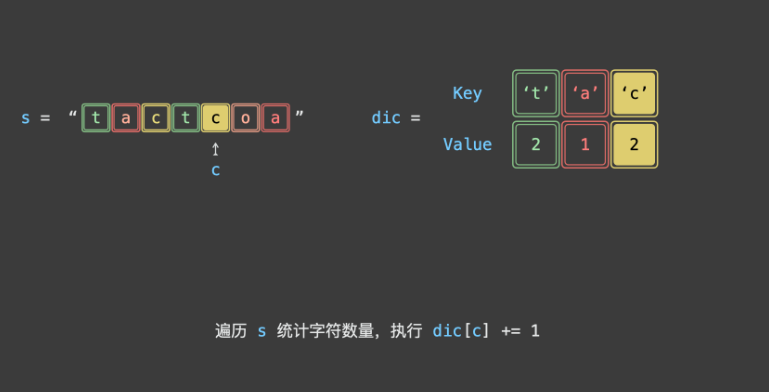 Key ‘t’ ‘a’ ‘c’
s = “ t a c t c o a ” dic =
Value 2 1 2
c
遍历 s 统计字符数量，执行 dic[c] += 1